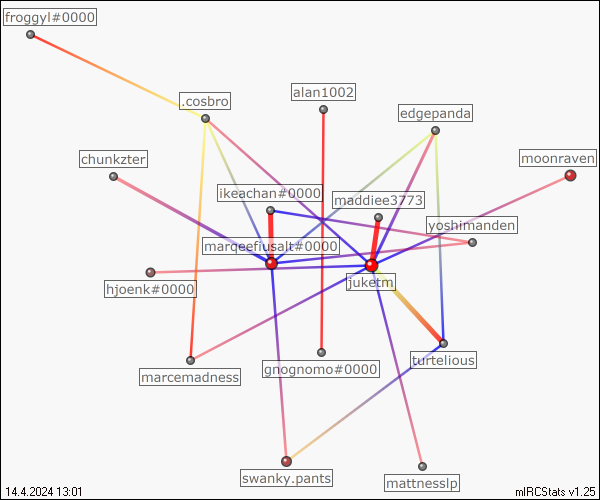 froggyl#0000
.cosbro
alan1002
edgepanda
chunkzter
moonraven
ikeachan#0000
maddiee3773
yoshimanden
marqeefiusalt#0000
juketm
hjoenk#0000
turtelious
gnognomo#0000
marcemadness
swanky.pants
mattnesslp
14.4.2024 13:01
mIRCStats v1.25